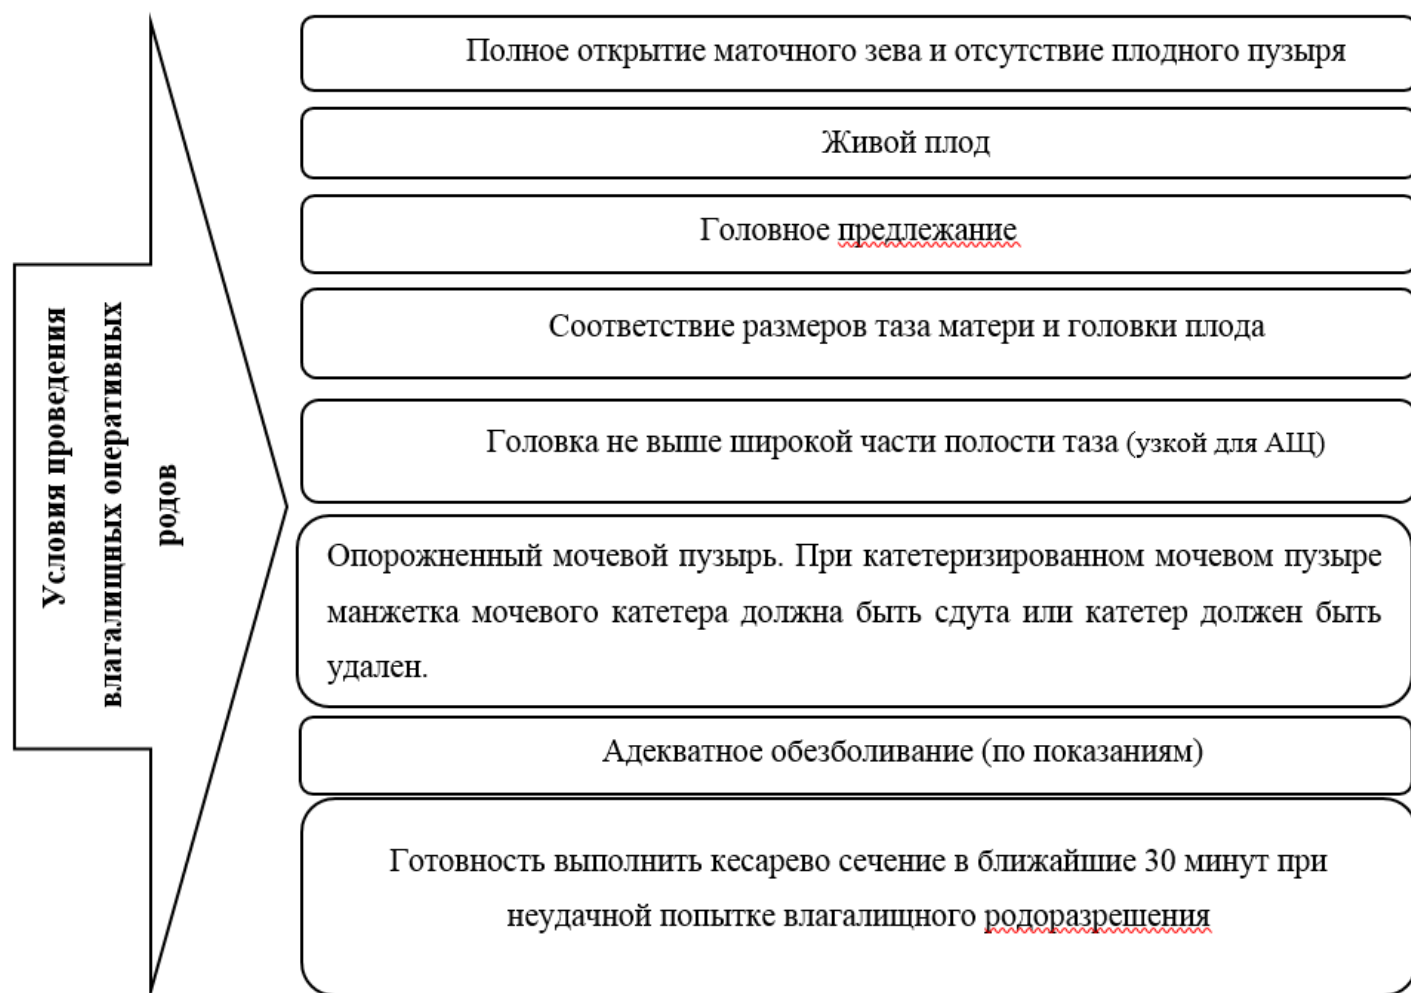 Условия проведения
влагалищных оперативных
родов
Полное открытие маточного зева и отсутствие плодного пузыря
Живой плод
Головное предлежание
Соответствие размеров таза матери и головки плода
Головка не выше широкой части полости таза (узкой для АЩ)
Опорожненный мочевой пузырь. При катетеризированном мочевом пузыре
манжетка мочевого катетера должна быть сдута или катетер должен быть
удален.
Адекватное обезболивание (по показаниям)
Готовность выполнить кесарево сечение в ближайшие 30 минут при
неудачной попытке влагалищного родоразрешения